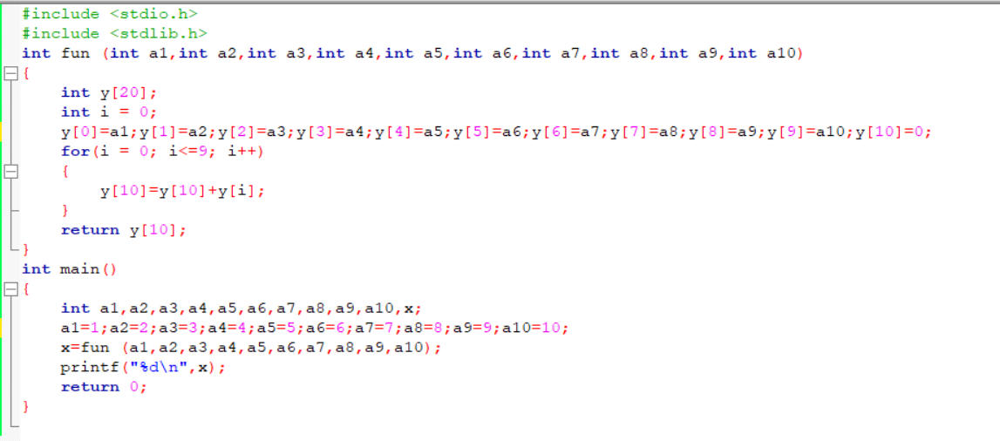 #include <stdio.h>
#include <stdlib.h>
int fun (int a1,int a2,int a3,int a4,int a5,int a6,int a7,int a8,int a9,int a10)
{
    int y[20];
    int i = 0;
    y[0]=a1;y[1]=a2;y[2]=a3;y[3]=a4;y[4]=a5;y[5]=a6;y[6]=a7;y[7]=a8;y[8]=a9;y[9]=a10;y[10]=0;
    for(i = 0; i<=9; i++)
    {
        y[10]=y[10]+y[i];
    }
    return y[10];
}
int main()
{
    int a1,a2,a3,a4,a5,a6,a7,a8,a9,a10,x;
    a1=1;a2=2;a3=3;a4=4;a5=5;a6=6;a7=7;a8=8;a9=9;a10=10;
    x=fun (a1,a2,a3,a4,a5,a6,a7,a8,a9,a10);
    printf("%d\n",x);
    return 0;
}